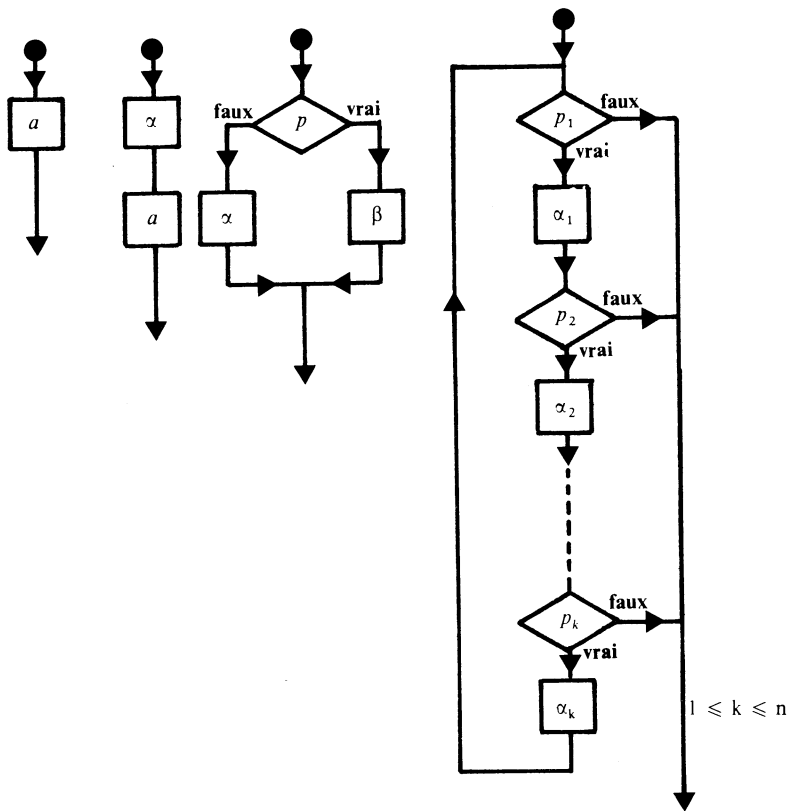 a
α
a
faux
vrai
p
α
β
p1
faux
vrai
α1
p2
faux
vrai
α2
pk
faux
vrai
αk
1 ⩽ k ⩽ n